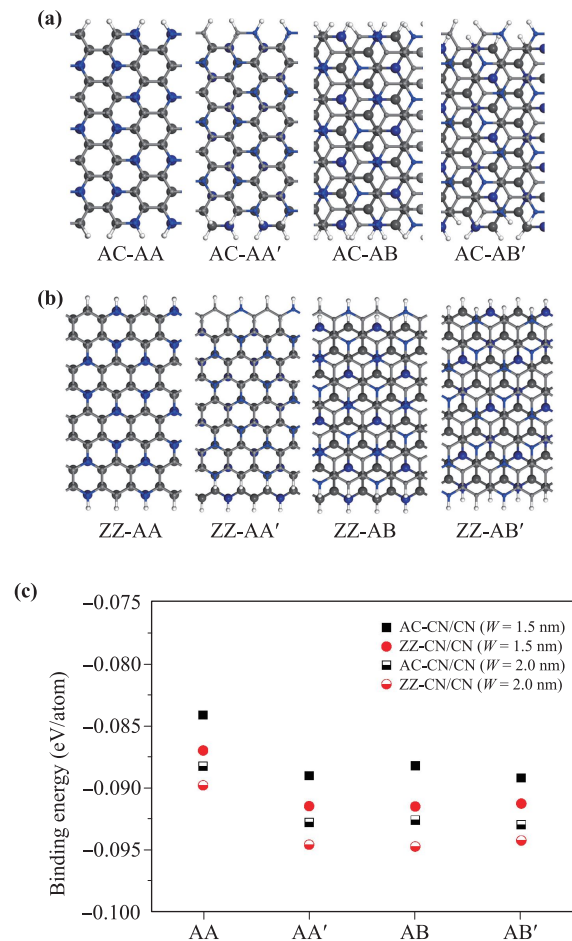 (a)
AC-AA AC-AA′ AC-AB AC-AB′
(b)
ZZ-AA ZZ-AA′ ZZ-AB ZZ-AB′
(c)
−0.075
−0.080
−0.085
−0.090
−0.095
−0.100
Binding energy (eV/atom)
AC-CN/CN (W = 1.5 nm)
ZZ-CN/CN (W = 1.5 nm)
AC-CN/CN (W = 2.0 nm)
ZZ-CN/CN (W = 2.0 nm)
AA AA′ AB AB′